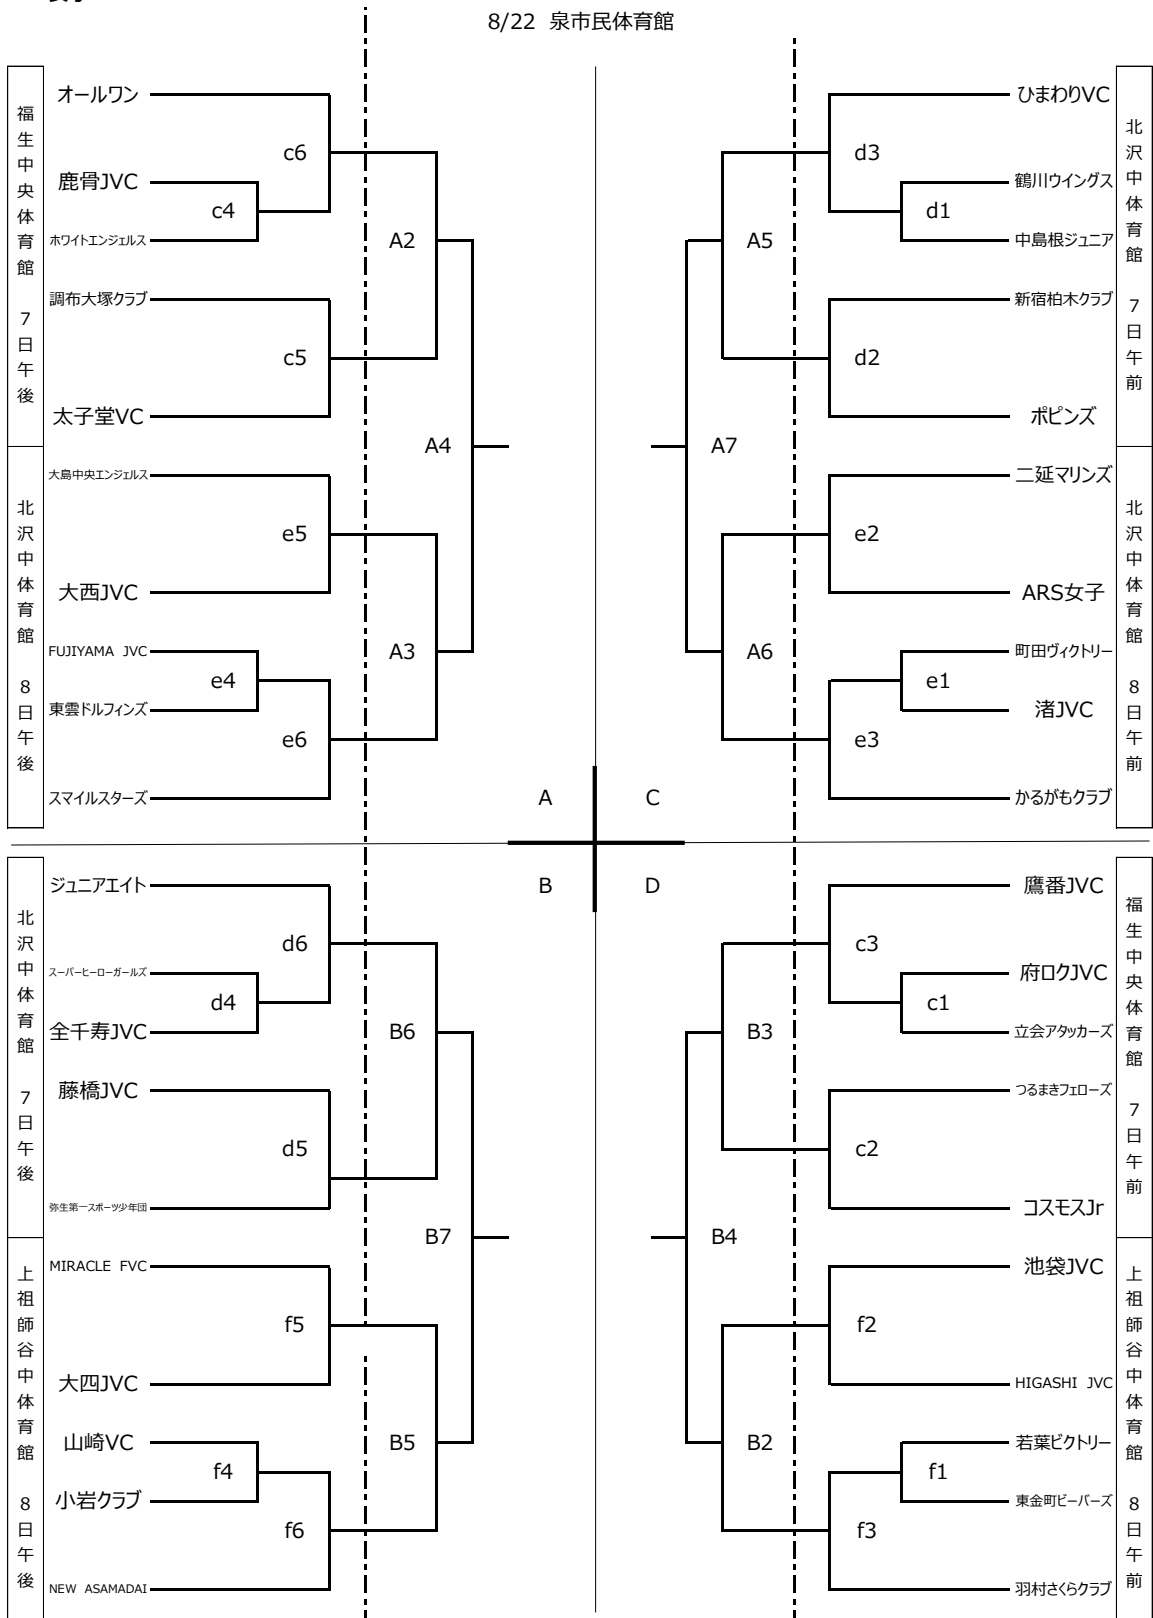 8/22 泉市民体育館
福生中央体育館 7日午後
オールワン
c6
鹿骨JVC
c4
ホワイトエンジェルス
A2
調布大塚クラブ
c5
太子堂VC
A4
北沢中体育館 8日午後
大島中央エンジェルス
e5
大西JVC
FUJIYAMA JVC
A3
e4
東雲ドルフィンズ
e6
スマイルスターズ
北沢中体育館 7日午前
ひまわりVC
d3
鶴川ウイングス
d1
中島根ジュニア
A5
新宿柏木クラブ
d2
ポピンズ
A7
北沢中体育館 8日午前
二延マリンズ
e2
ARS女子
町田ヴィクトリー
A6
e1
渚JVC
e3
かるがもクラブ
A
C
B
D
北沢中体育館 7日午後
ジュニアエイト
d6
スーパーヒーローガールズ
d4
全千寿JVC
B6
藤橋JVC
d5
弥生第一スポーツ少年団
B7
上祖師谷中体育館 8日午後
MIRACLE FVC
f5
大四JVC
山崎VC
B5
f4
小岩クラブ
f6
NEW ASAMADAI
福生中央体育館 7日午前
鷹番JVC
c3
府ロクJVC
c1
立会アタッカーズ
B3
つるまきフェローズ
c2
コスモスJr
B4
上祖師谷中体育館 8日午前
池袋JVC
f2
HIGASHI JVC
若葉ビクトリー
B2
f1
東金町ビーバーズ
f3
羽村さくらクラブ